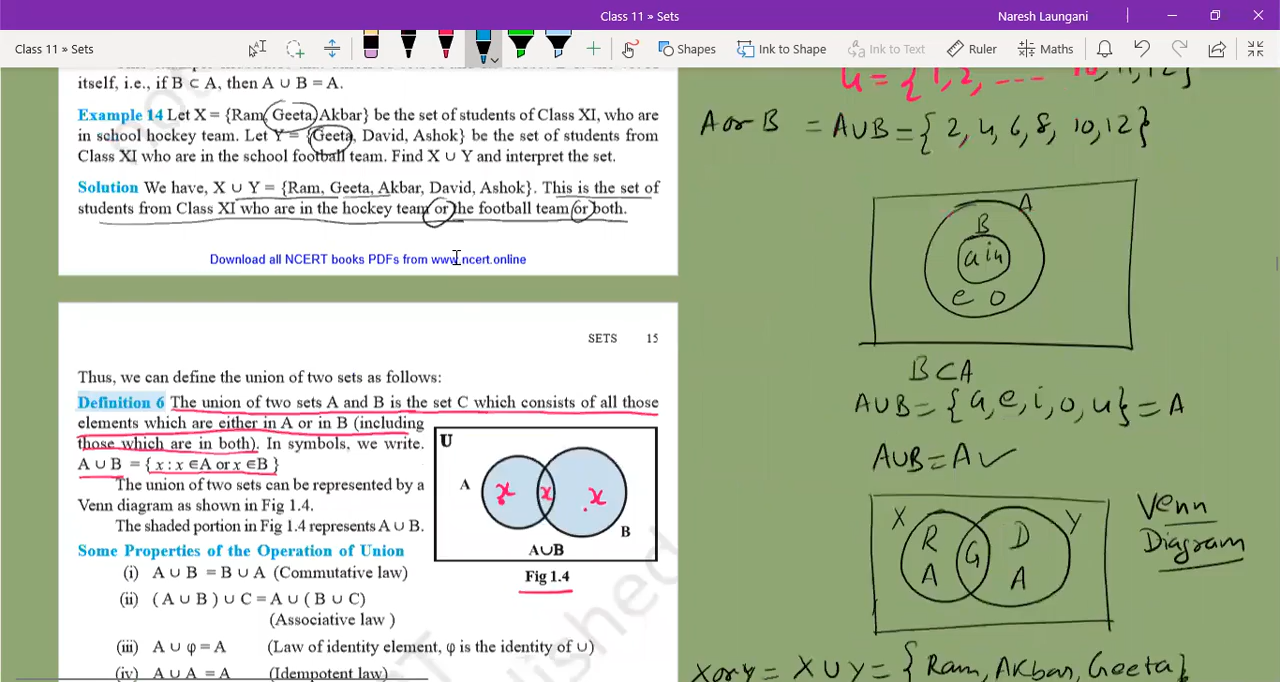 Class 11 » Sets
Naresh Laungani
Class 11 » Sets
Shapes
Ink to Shape
Ink to Text
Ruler
Maths
itself, i.e., if B ⊂ A, then A ∪ B = A.
Example 14 Let X = {Ram, Geeta, Akbar} be the set of students of Class XI, who are
in school hockey team. Let Y = {Geeta, David, Ashok} be the set of students from
Class XI who are in the school football team. Find X ∪ Y and interpret the set.
Solution We have, X ∪ Y = {Ram, Geeta, Akbar, David, Ashok}. This is the set of
students from Class XI who are in the hockey team or the football team or both.
Download all NCERT books PDFs from www.ncert.online
SETS 15
Thus, we can define the union of two sets as follows:
Definition 6 The union of two sets A and B is the set C which consists of all those
elements which are either in A or in B (including
those which are in both). In symbols, we write.
A ∪ B = { x : x ∈A or x ∈B }
The union of two sets can be represented by a
Venn diagram as shown in Fig 1.4.
The shaded portion in Fig 1.4 represents A ∪ B.
Some Properties of the Operation of Union
(i) A ∪ B = B ∪ A (Commutative law)
(ii) ( A ∪ B ) ∪ C = A ∪ ( B ∪ C)
(Associative law )
(iii) A ∪ φ = A (Law of identity element, φ is the identity of ∪)
(iv) A ∪ A = A (Idempotent law)
U
A
x x x
B
A∪B
Fig 1.4
U = {1, 2, .... 10, 11, 12}
A or B = A∪B = { 2, 4, 6, 8, 10, 12}
A
B
a i u
e o
B⊂A
A∪B = {a, e, i, o, u} = A
A∪B = A ✓
X Y
R G D
A A
Venn
Diagram
X or Y = X ∪ Y = {Ram, Akbar, Geeta}